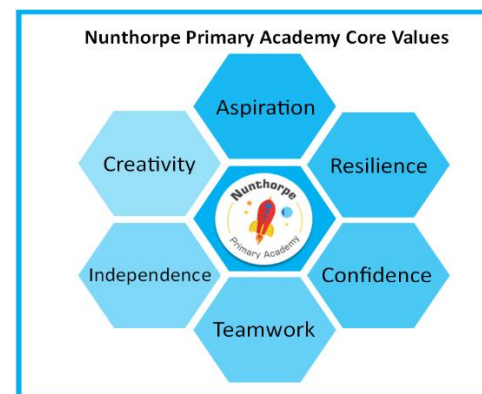 Nunthorpe Primary Academy Core Values
Aspiration
Resilience
Confidence
Teamwork
Independence
Creativity
Nunthorpe
Primary Academy